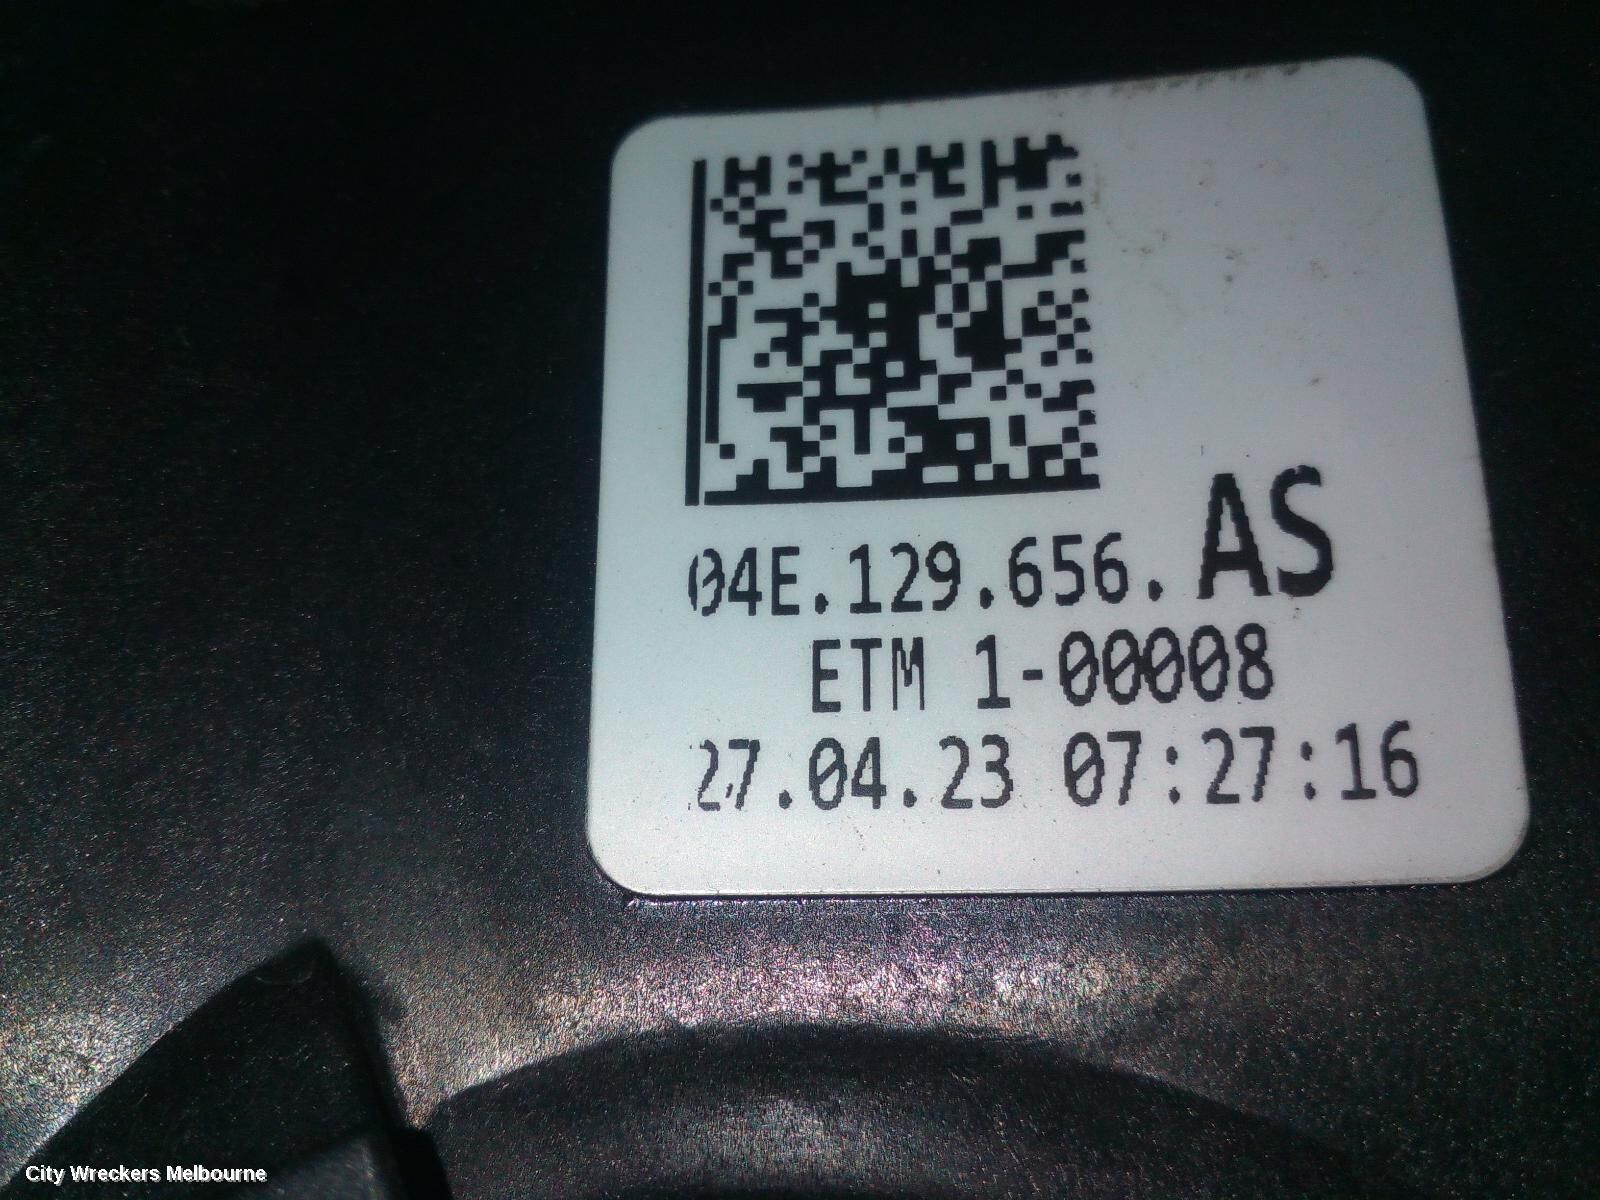 04E.129.656.AS
ETM 1-00008
27.04.23 07:27:16
City Wreckers Melbourne